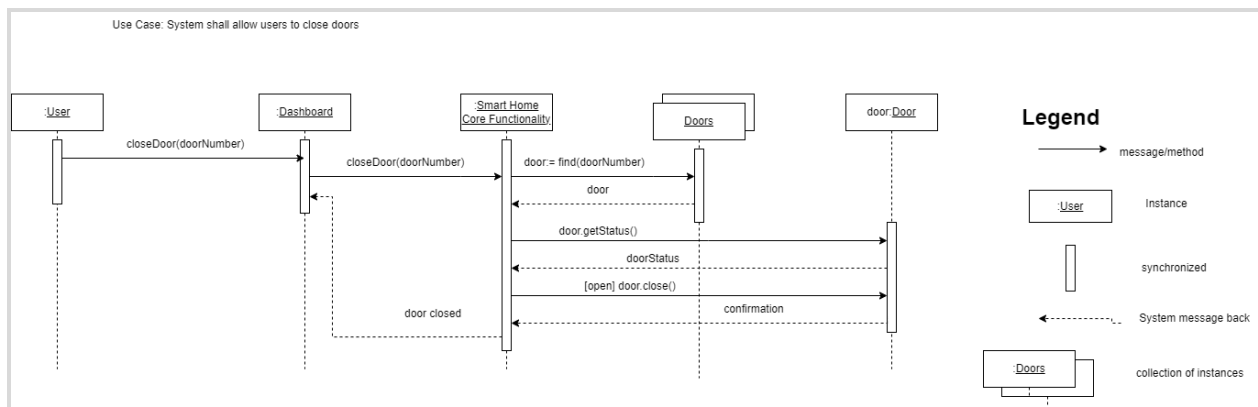 Use Case: System shall allow users to close doors
:User
:Dashboard
:Smart Home
Core Functionality
Doors
door:Door
closeDoor(doorNumber)
closeDoor(doorNumber)
door:= find(doorNumber)
door
door.getStatus()
doorStatus
[open] door.close()
confirmation
door closed
Legend
message/method
:User
Instance
synchronized
System message back
:Doors
collection of instances